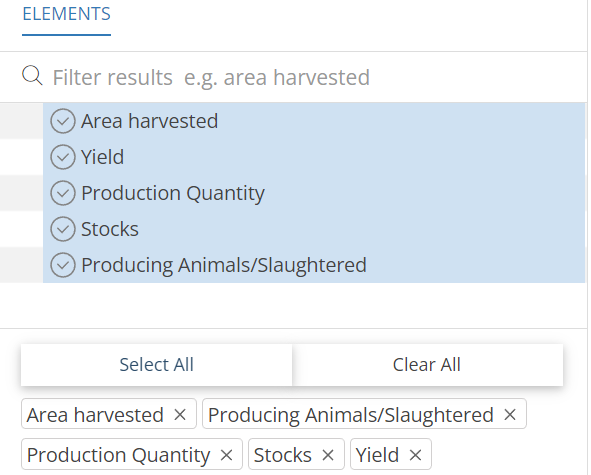 ELEMENTS
Filter results e.g. area harvested
Area harvested
Yield
Production Quantity
Stocks
Producing Animals/Slaughtered
Select All Clear All
Area harvested × Producing Animals/Slaughtered ×
Production Quantity × Stocks × Yield ×